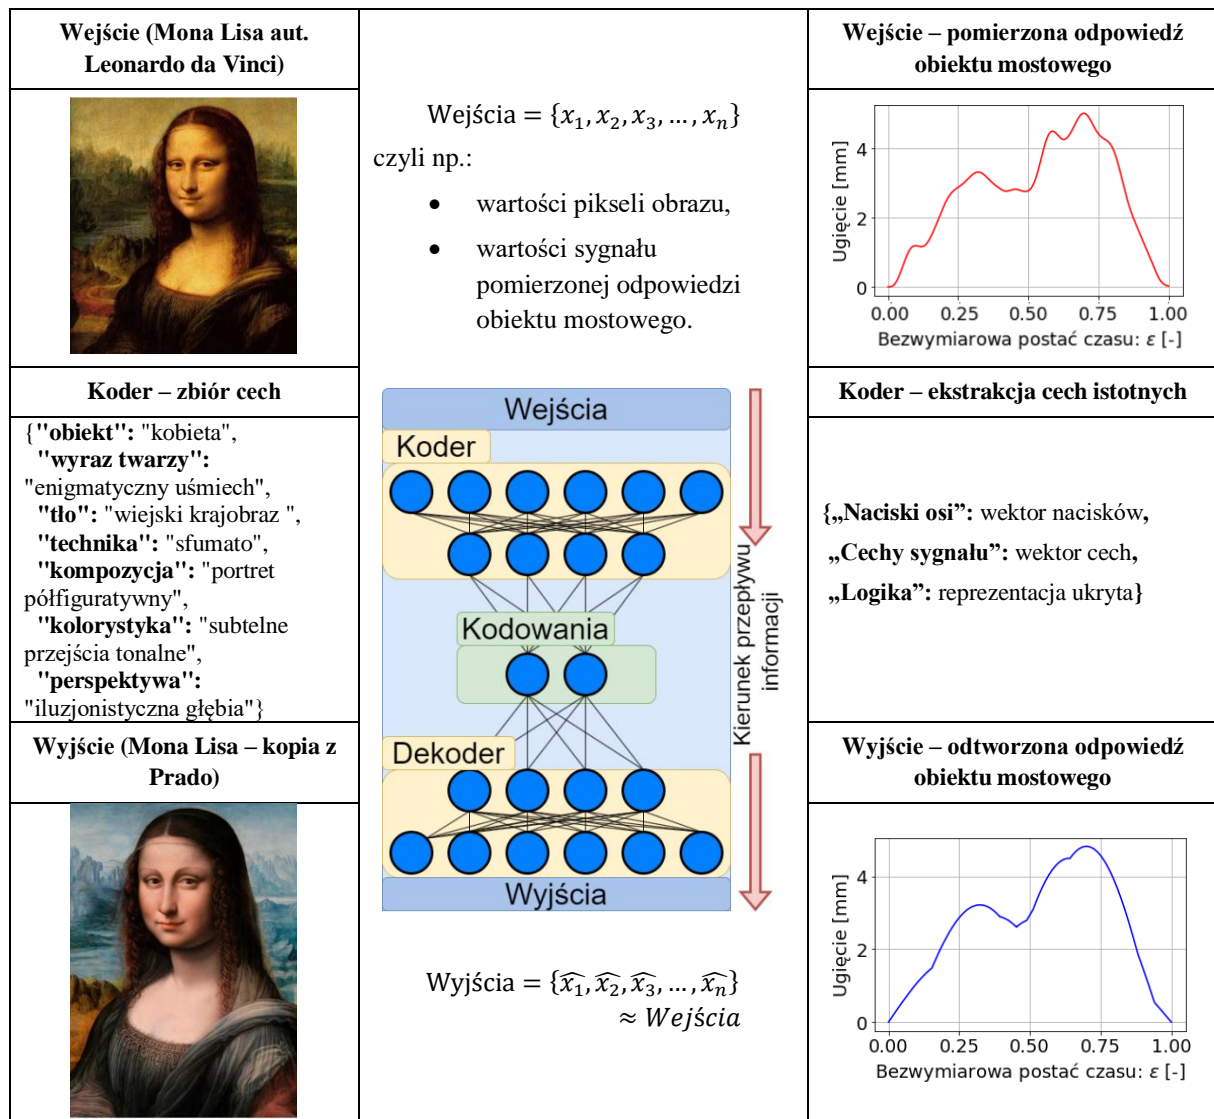 Wejście (Mona Lisa aut.
Leonardo da Vinci)
Wejścia = {x₁, x₂, x₃, …, xₙ}
czyli np.:
• wartości pikseli obrazu,
• wartości sygnału
pomierzonej odpowiedzi
obiektu mostowego.
Wejście – pomierzona odpowiedź
obiektu mostowego
Ugięcie [mm]
4
2
0
0.00 0.25 0.50 0.75 1.00
Bezwymiarowa postać czasu: ε [-]
Koder – zbiór cech
{"obiekt": "kobieta",
"wyraz twarzy":
"enigmatyczny uśmiech",
"tło": "wiejski krajobraz ",
"technika": "sfumato",
"kompozycja": "portret
półfiguratywny",
"kolorystyka": "subtelne
przejścia tonalne",
"perspektywa":
"iluzjonistyczna głębia"}
Wejścia
Koder
Kodowania
Dekoder
Wyjścia
Kierunek przepływu
informacji
Koder – ekstrakcja cech istotnych
{„Naciski osi”: wektor nacisków,
„Cechy sygnału”: wektor cech,
„Logika”: reprezentacja ukryta}
Wyjście (Mona Lisa – kopia z
Prado)
Wyjścia = {x̂₁, x̂₂, x̂₃, …, x̂ₙ}
≈ Wejścia
Wyjście – odtworzona odpowiedź
obiektu mostowego
Ugięcie [mm]
4
2
0
0.00 0.25 0.50 0.75 1.00
Bezwymiarowa postać czasu: ε [-]